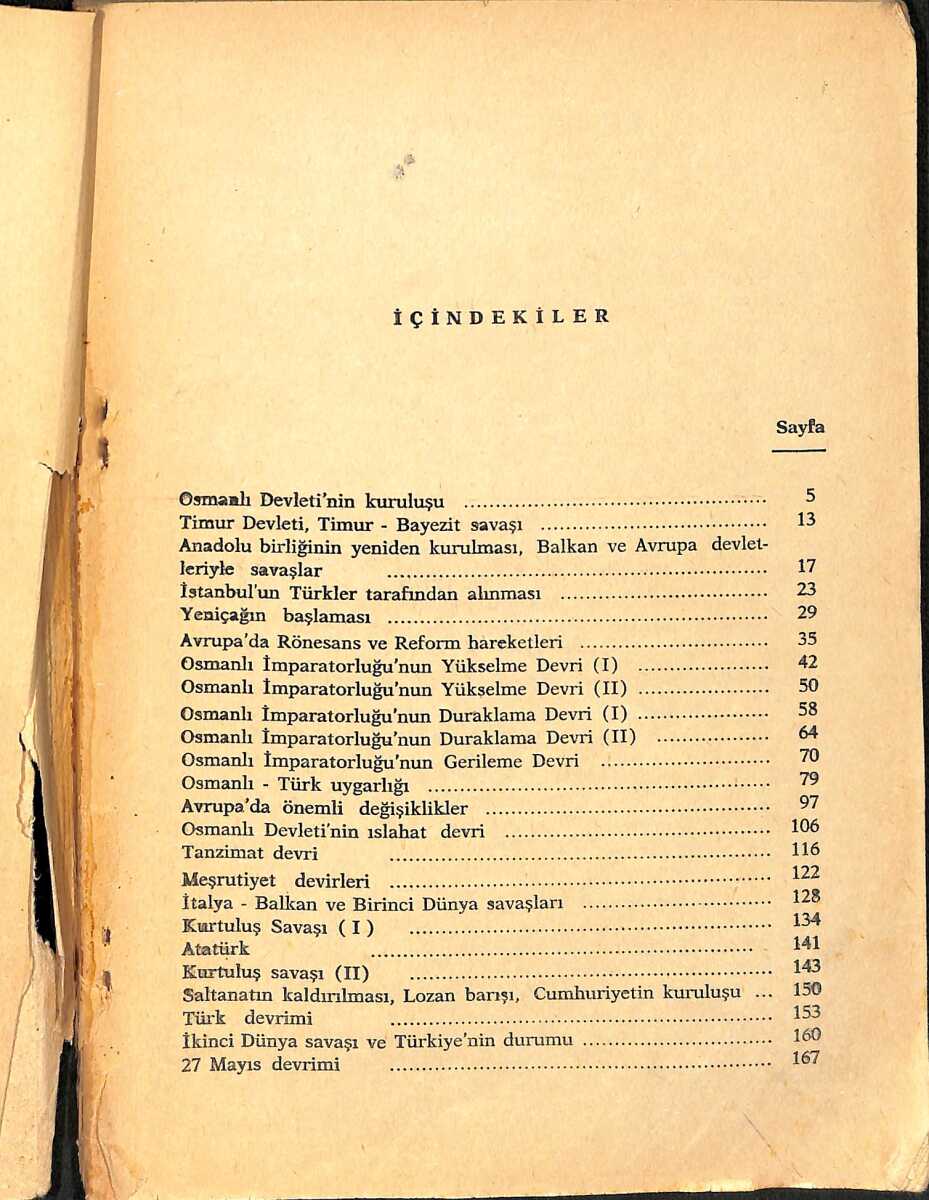 İÇİNDEKİLER
Sayfa
Osmanlı Devleti'nin kuruluşu ........................................................ 5
Timur Devleti, Timur - Bayezit savaşı ........................................ 13
Anadolu birliğinin yeniden kurulması, Balkan ve Avrupa devlet-
leriyle savaşlar ........................................................ 17
İstanbul'un Türkler tarafından alınması .................................... 23
Yeniçağın başlaması ........................................................ 29
Avrupa'da Rönesans ve Reform hareketleri .................................. 35
Osmanlı İmparatorluğu'nun Yükselme Devri (I) ....................... 42
Osmanlı İmparatorluğu'nun Yükselme Devri (II) ....................... 50
Osmanlı İmparatorluğu'nun Duraklama Devri (I) ....................... 58
Osmanlı İmparatorluğu'nun Duraklama Devri (II) .................... 64
Osmanlı İmparatorluğu'nun Gerileme Devri .............................. 70
Osmanlı - Türk uygarlığı ........................................................ 79
Avrupa'da önemli değişiklikler .................................................. 97
Osmanlı Devleti'nin ıslahat devri ............................................... 106
Tanzimat devri ........................................................ 116
Meşrutiyet devirleri ........................................................ 122
İtalya - Balkan ve Birinci Dünya savaşları ................................. 128
Kurtuluş Savaşı ( I ) ........................................................ 134
Atatürk ........................................................ 141
Kurtuluş savaşı (II) ........................................................ 143
Saltanatın kaldırılması, Lozan barışı, Cumhuriyetin kuruluşu ... 150
Türk devrimi ........................................................ 153
İkinci Dünya savaşı ve Türkiye'nin durumu ................................. 160
27 Mayıs devrimi ........................................................ 167